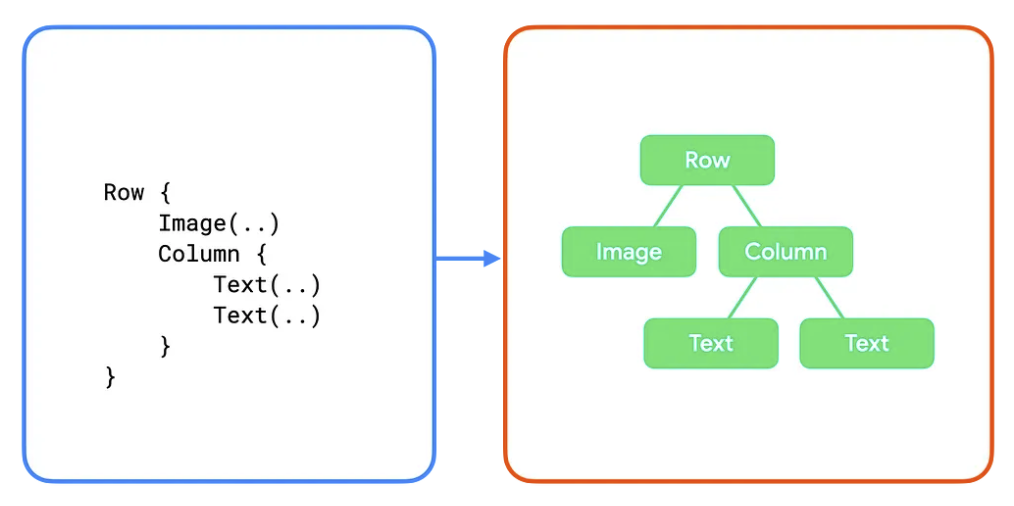 Row {
    Image(..)
    Column {
        Text(..)
        Text(..)
    }
}
Row
Image Column
Text Text